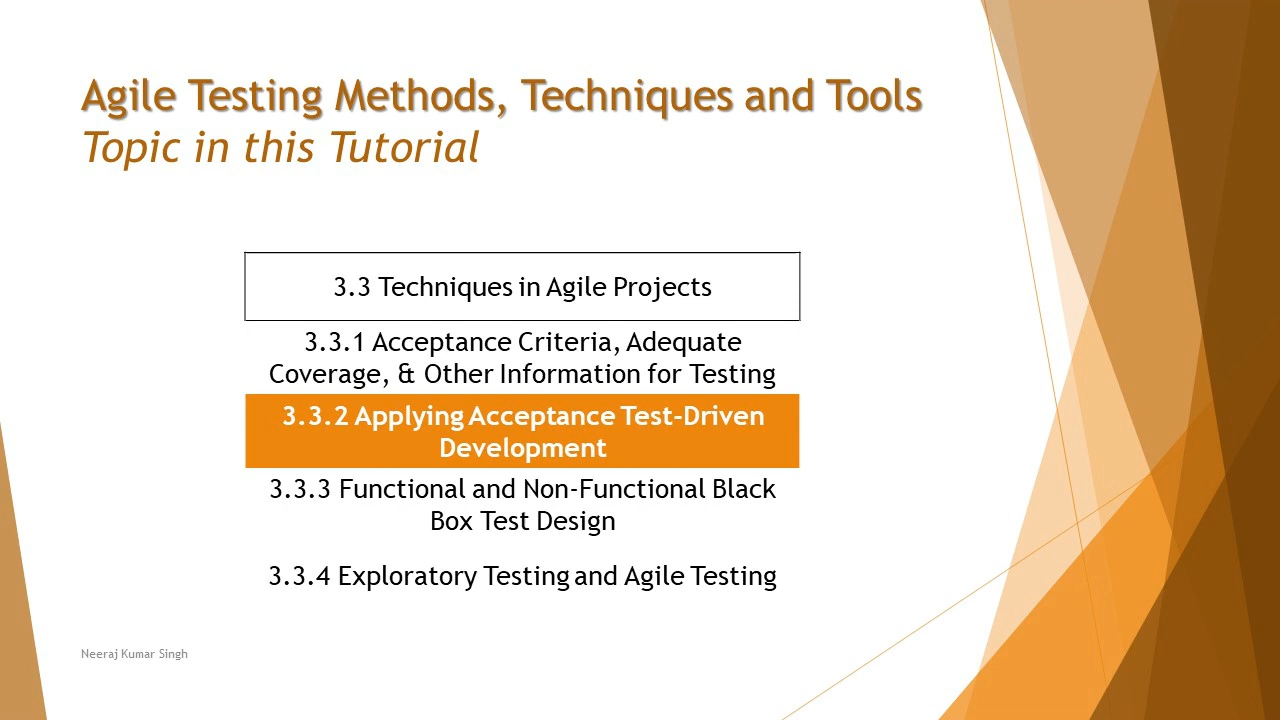 Agile Testing Methods, Techniques and Tools
Topic in this Tutorial
3.3 Techniques in Agile Projects
3.3.1 Acceptance Criteria, Adequate
Coverage, & Other Information for Testing
3.3.2 Applying Acceptance Test-Driven
Development
3.3.3 Functional and Non-Functional Black
Box Test Design
3.3.4 Exploratory Testing and Agile Testing
Neeraj Kumar Singh